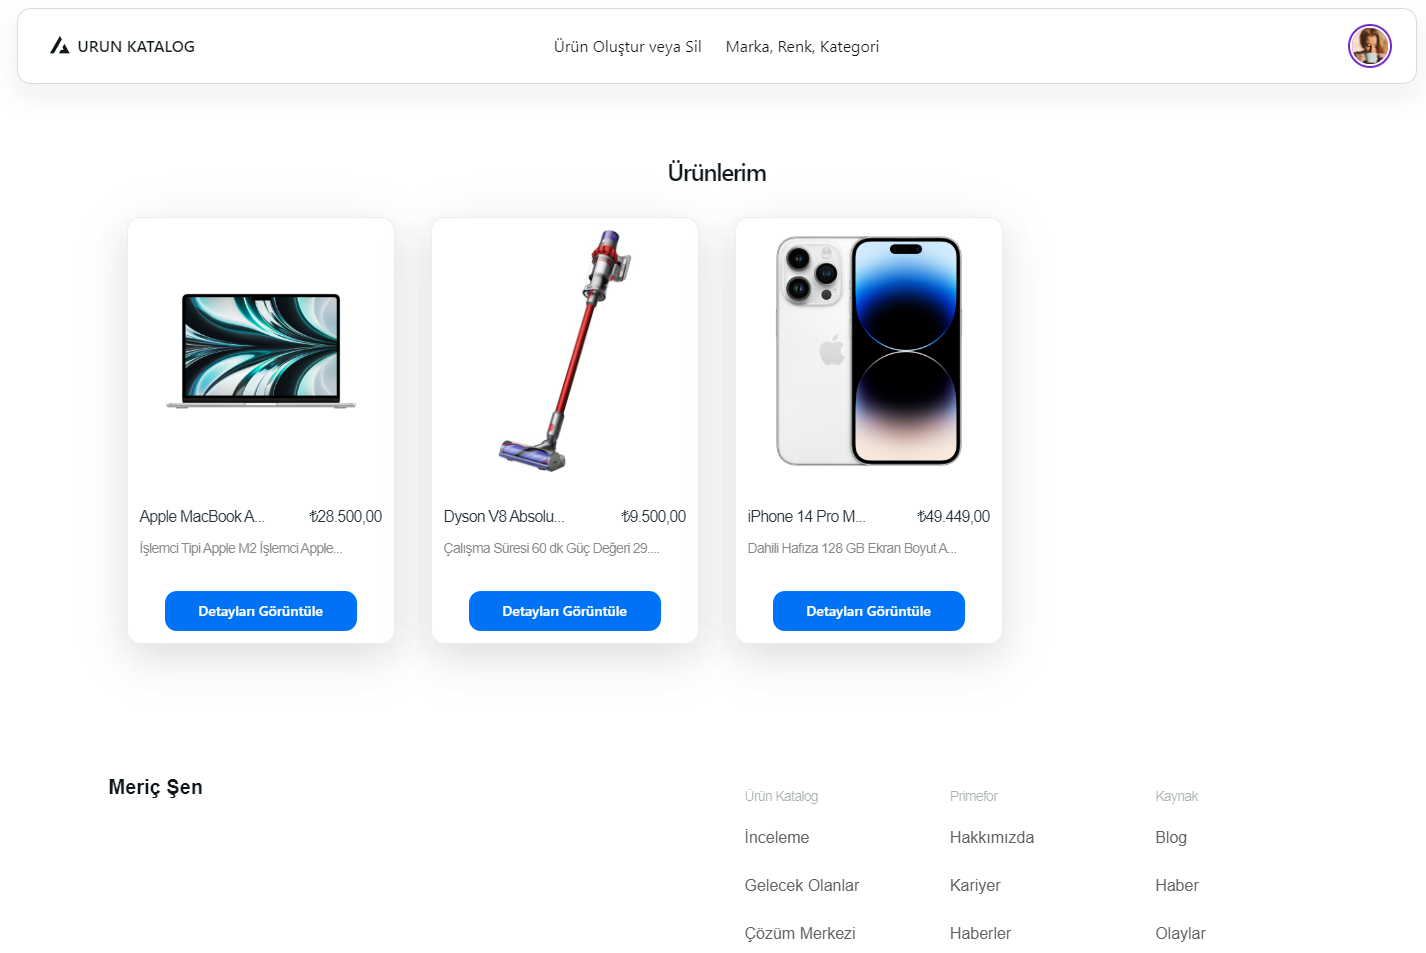 URUN KATALOG
Ürün Oluştur veya Sil
Marka, Renk, Kategori
Ürünlerim
Apple MacBook A...
₺28.500,00
İşlemci Tipi Apple M2 İşlemci Apple...
Detayları Görüntüle
Dyson V8 Absolu...
₺9.500,00
Çalışma Süresi 60 dk Güç Değeri 29....
Detayları Görüntüle
iPhone 14 Pro M...
₺49.449,00
Dahili Hafıza 128 GB Ekran Boyut A...
Detayları Görüntüle
Meriç Şen
Ürün Katalog
İnceleme
Gelecek Olanlar
Çözüm Merkezi
Primefor
Hakkımızda
Kariyer
Haberler
Kaynak
Blog
Haber
Olaylar